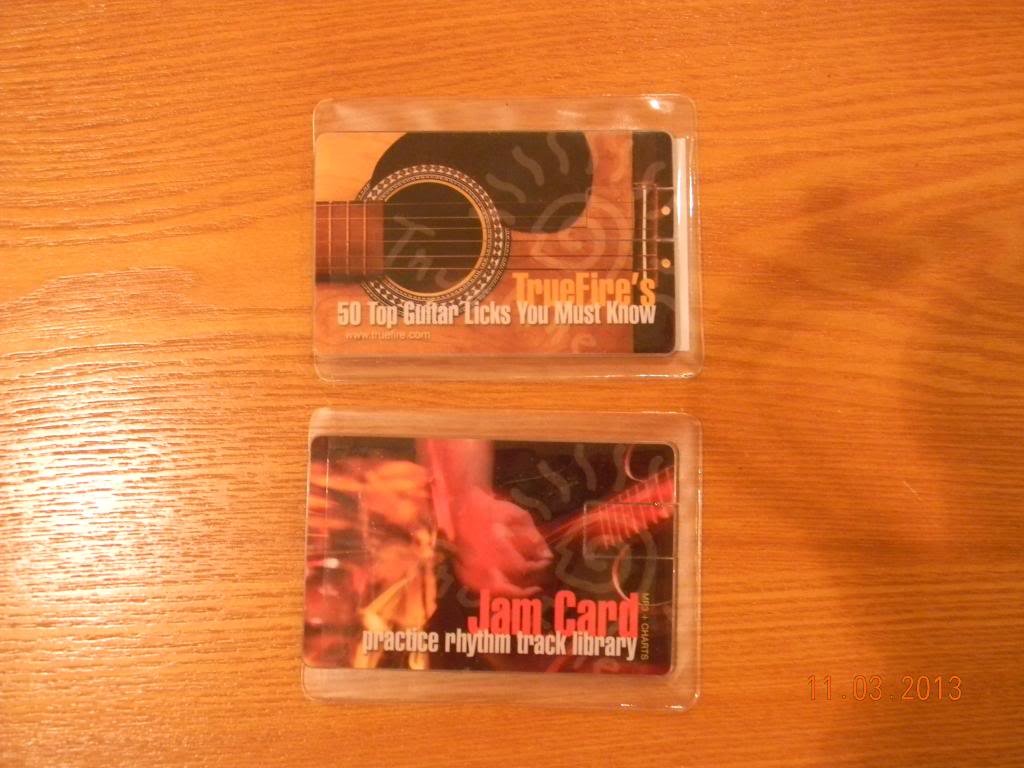 TrueFire's
50 Top Guitar Licks You Must Know
www.truefire.com
Jam Card
practice rhythm track library
MP3 + CHARTS
11.03.2013